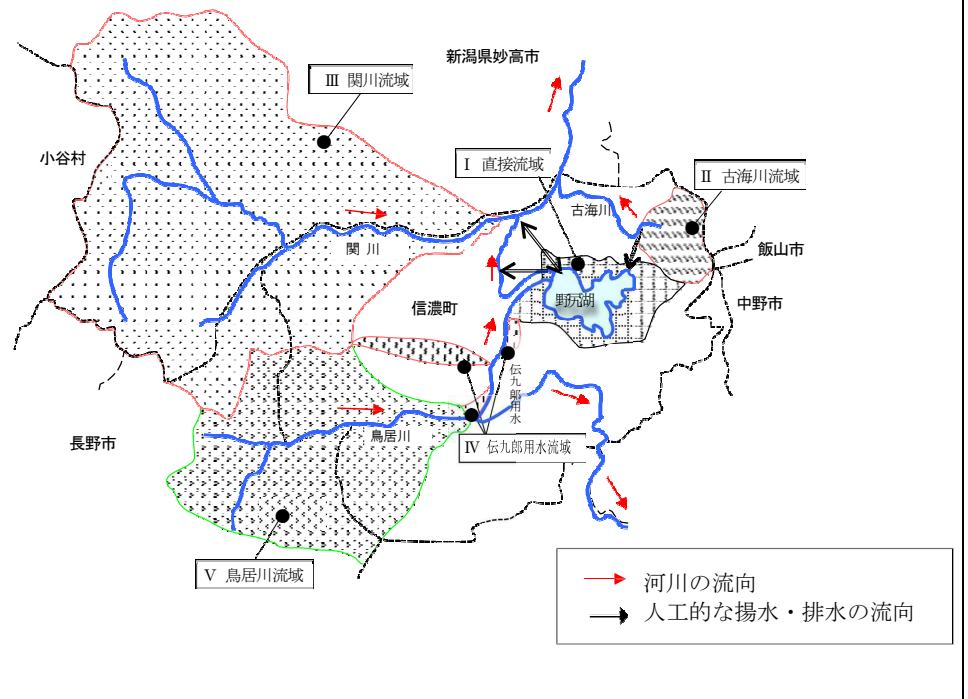 新潟県妙高市
Ⅲ 関川流域
小谷村
Ⅰ 直接流域
Ⅱ 古海川流域
古海川
関 川
飯山市
野尻湖
中野市
信濃町
伝九郎用水
鳥居川
長野市
Ⅳ 伝九郎用水流域
Ⅴ 鳥居川流域
河川の流向
人工的な揚水・排水の流向